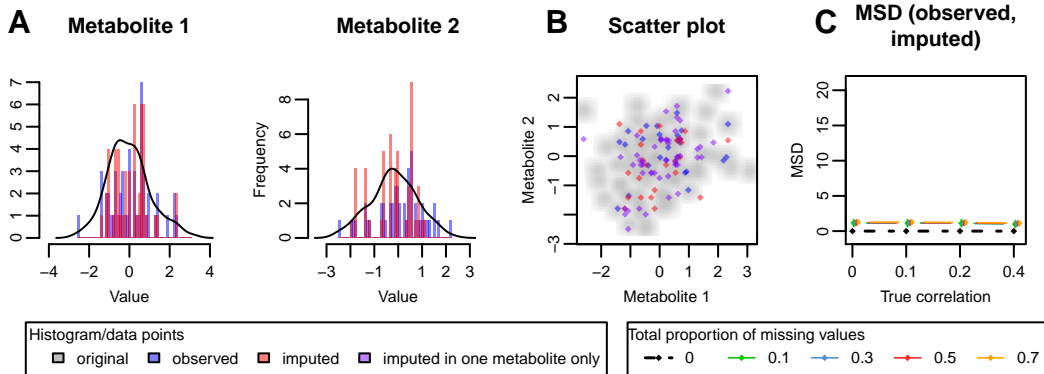 A
Metabolite 1
Metabolite 2
B
Scatter plot
C
MSD (observed,
imputed)
7
6
5
4
3
2
1
0
−4
−2
0
2
4
Value
Frequency
8
6
4
2
0
−3
−1
1
3
Value
Metabolite 2
2
1
0
−1
−3
−2
0
1
2
3
Metabolite 1
MSD
20
15
10
5
0
0
0.1
0.2
0.4
True correlation
Histogram/data points
original
observed
imputed
imputed in one metabolite only
Total proportion of missing values
0
0.1
0.3
0.5
0.7